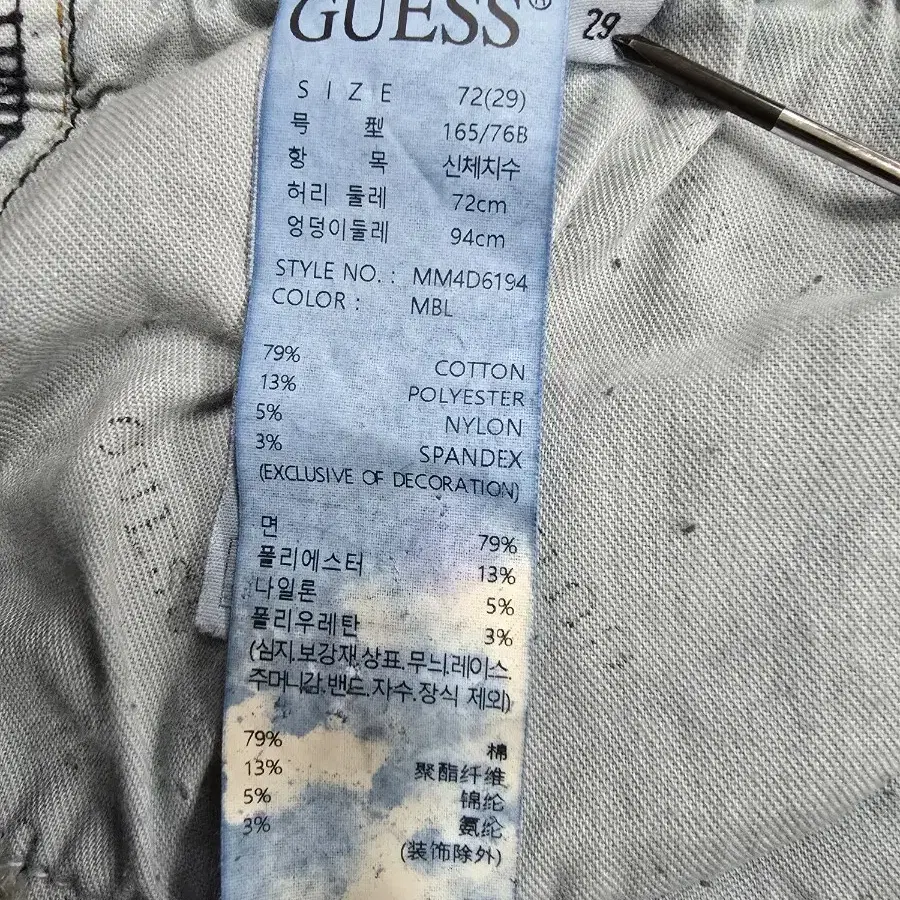 GUESS®
29
SIZE 72(29)
号 型 165/76B
항 목 신체치수
허리 둘레 72cm
엉덩이둘레 94cm
STYLE NO. : MM4D6194
COLOR : MBL
79% COTTON
13% POLYESTER
5% NYLON
3% SPANDEX
(EXCLUSIVE OF DECORATION)
면 79%
폴리에스터 13%
나일론 5%
폴리우레탄 3%
(심지.보강재.상표.무늬.레이스.
주머니감.밴드.자수.장식 제외)
79% 棉
13% 聚酯纤维
5% 锦纶
3% 氨纶
(装饰除外)